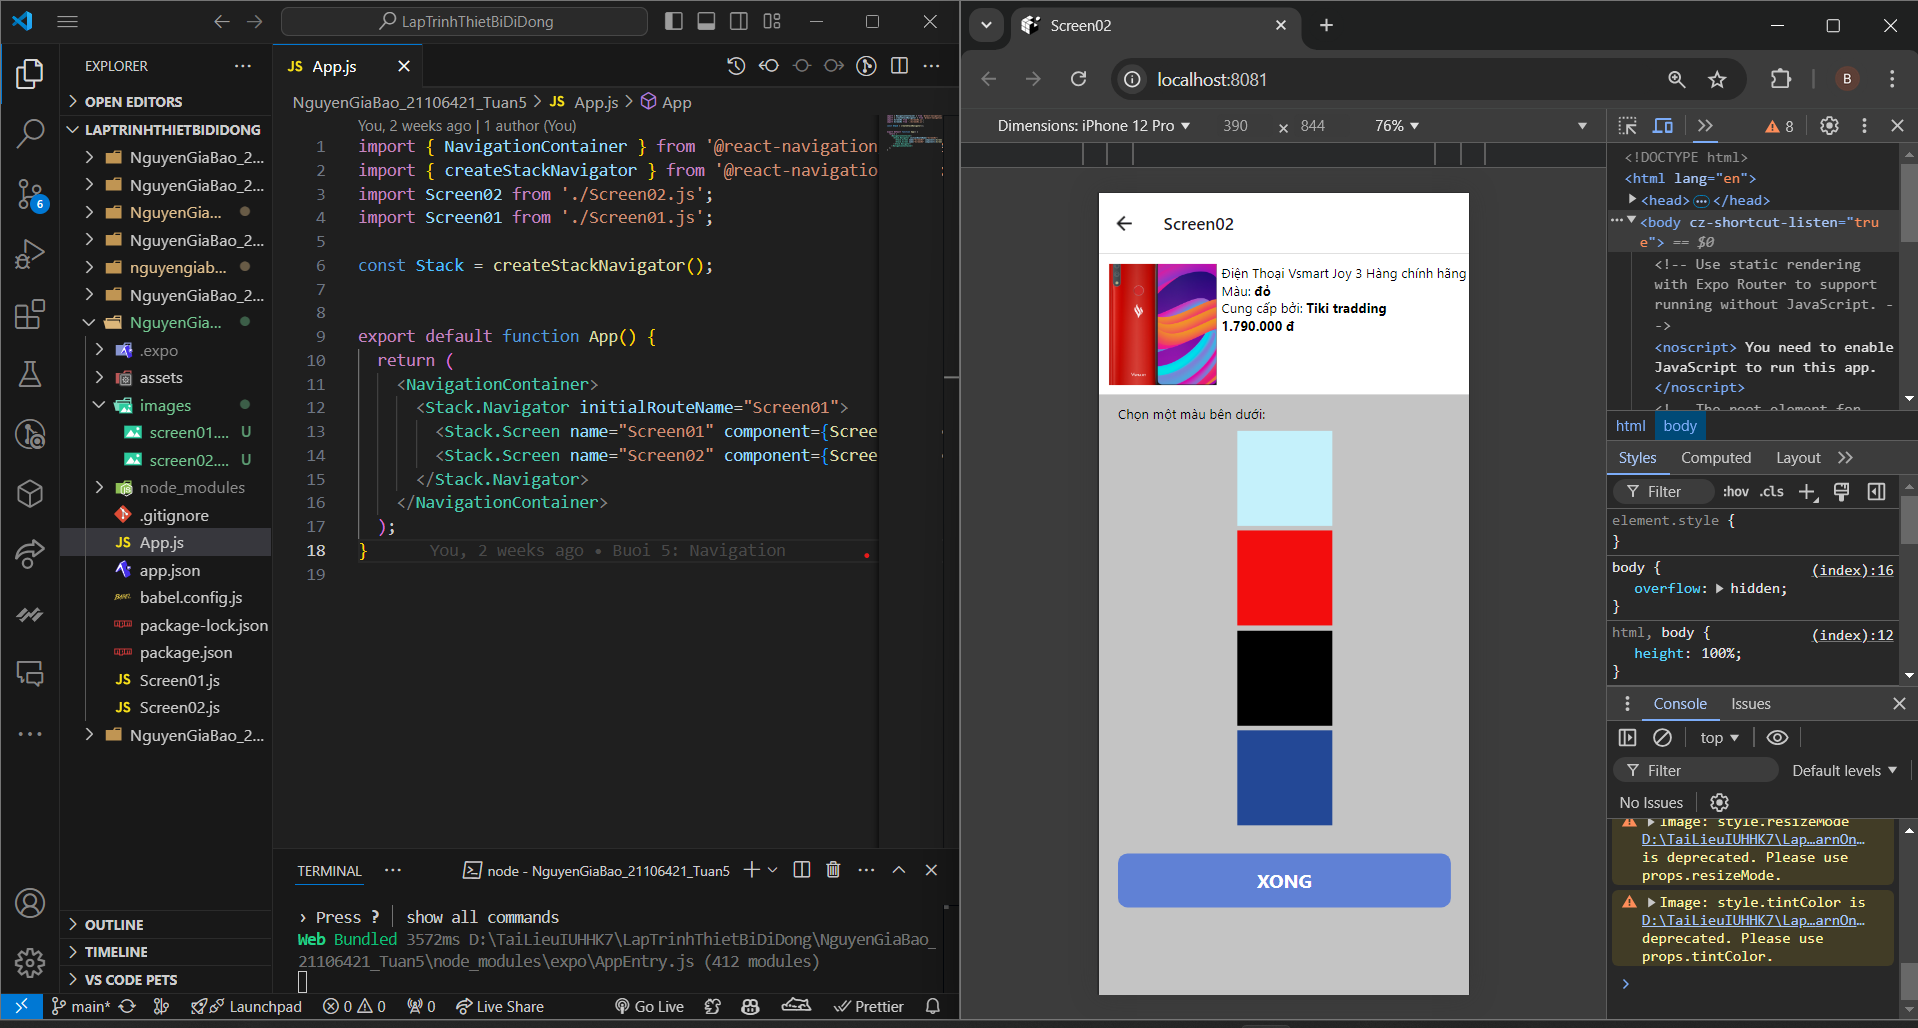 LapTrinhThietBiDiDong
EXPLORER
OPEN EDITORS
LAPTRINHTHIETBIDIDONG
NguyenGiaBao_2...
NguyenGiaBao_2...
NguyenGia...
NguyenGiaBao_2...
nguyengiab...
NguyenGiaBao_2...
NguyenGia...
.expo
assets
images
screen01.... U
screen02.... U
node_modules
.gitignore
JS App.js
app.json
BABEL babel.config.js
package-lock.json
package.json
JS Screen01.js
JS Screen02.js
NguyenGiaBao_2...
OUTLINE
TIMELINE
VS CODE PETS
6
JS App.js
NguyenGiaBao_21106421_Tuan5 > JS App.js > App
You, 2 weeks ago | 1 author (You)
1 import { NavigationContainer } from '@react-navigation
2 import { createStackNavigator } from '@react-navigatio
3 import Screen02 from './Screen02.js';
4 import Screen01 from './Screen01.js';
5
6 const Stack = createStackNavigator();
7
8
9 export default function App() {
10 return (
11 <NavigationContainer>
12 <Stack.Navigator initialRouteName="Screen01">
13 <Stack.Screen name="Screen01" component={Scree
14 <Stack.Screen name="Screen02" component={Scree
15 </Stack.Navigator>
16 </NavigationContainer>
17 );
18 } You, 2 weeks ago • Buoi 5: Navigation
19
TERMINAL
node - NguyenGiaBao_21106421_Tuan5
› Press ? │ show all commands
Web Bundled 3572ms D:\TaiLieuIUHHK7\LapTrinhThietBiDiDong\NguyenGiaBao_
21106421_Tuan5\node_modules\expo\AppEntry.js (412 modules)
main* Launchpad 0 0 0 Live Share Go Live Prettier
Screen02
localhost:8081
B
Dimensions: iPhone 12 Pro 390 × 844 76%
8
Screen02
Điện Thoại Vsmart Joy 3 Hàng chính hãng
Màu: đỏ
Cung cấp bởi: Tiki tradding
1.790.000 đ
Chọn một màu bên dưới:
XONG
<!DOCTYPE html>
<html lang="en">
<head> </head>
<body cz-shortcut-listen="tru
e"> == $0
<!-- Use static rendering
with Expo Router to support
running without JavaScript. -
->
<noscript> You need to enable
JavaScript to run this app.
</noscript>
<!-- The root element for
html body
Styles Computed Layout
Filter :hov .cls
element.style {
}
body { (index):16
overflow: hidden;
}
html, body { (index):12
height: 100%;
}
Console Issues
top
Filter Default levels
No Issues
Image: style.resizeMode
D:\TaiLieuIUHHK7\Lap…arnOn…
is deprecated. Please use
props.resizeMode.
Image: style.tintColor is
D:\TaiLieuIUHHK7\Lap…arnOn…
deprecated. Please use
props.tintColor.